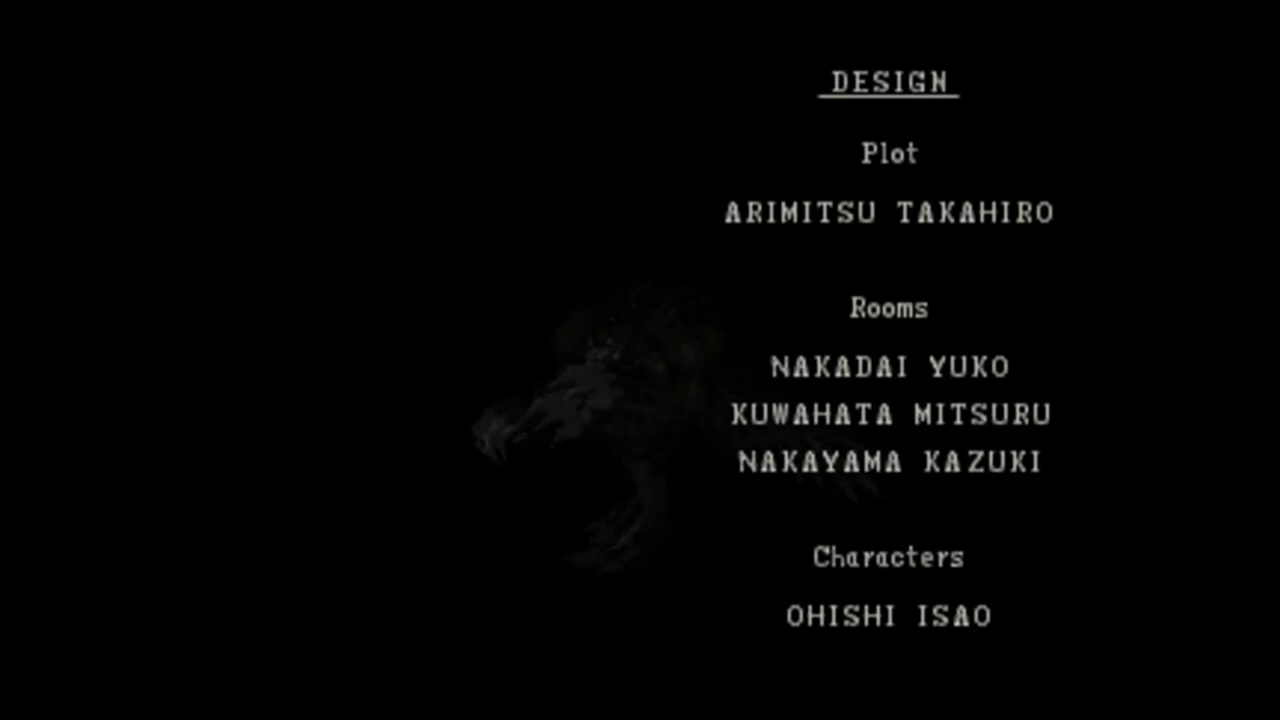 DESIGN
Plot
ARIMITSU TAKAHIRO
Rooms
NAKADAI YUKO
KUWAHATA MITSURU
NAKAYAMA KAZUKI
Characters
OHISHI ISAO